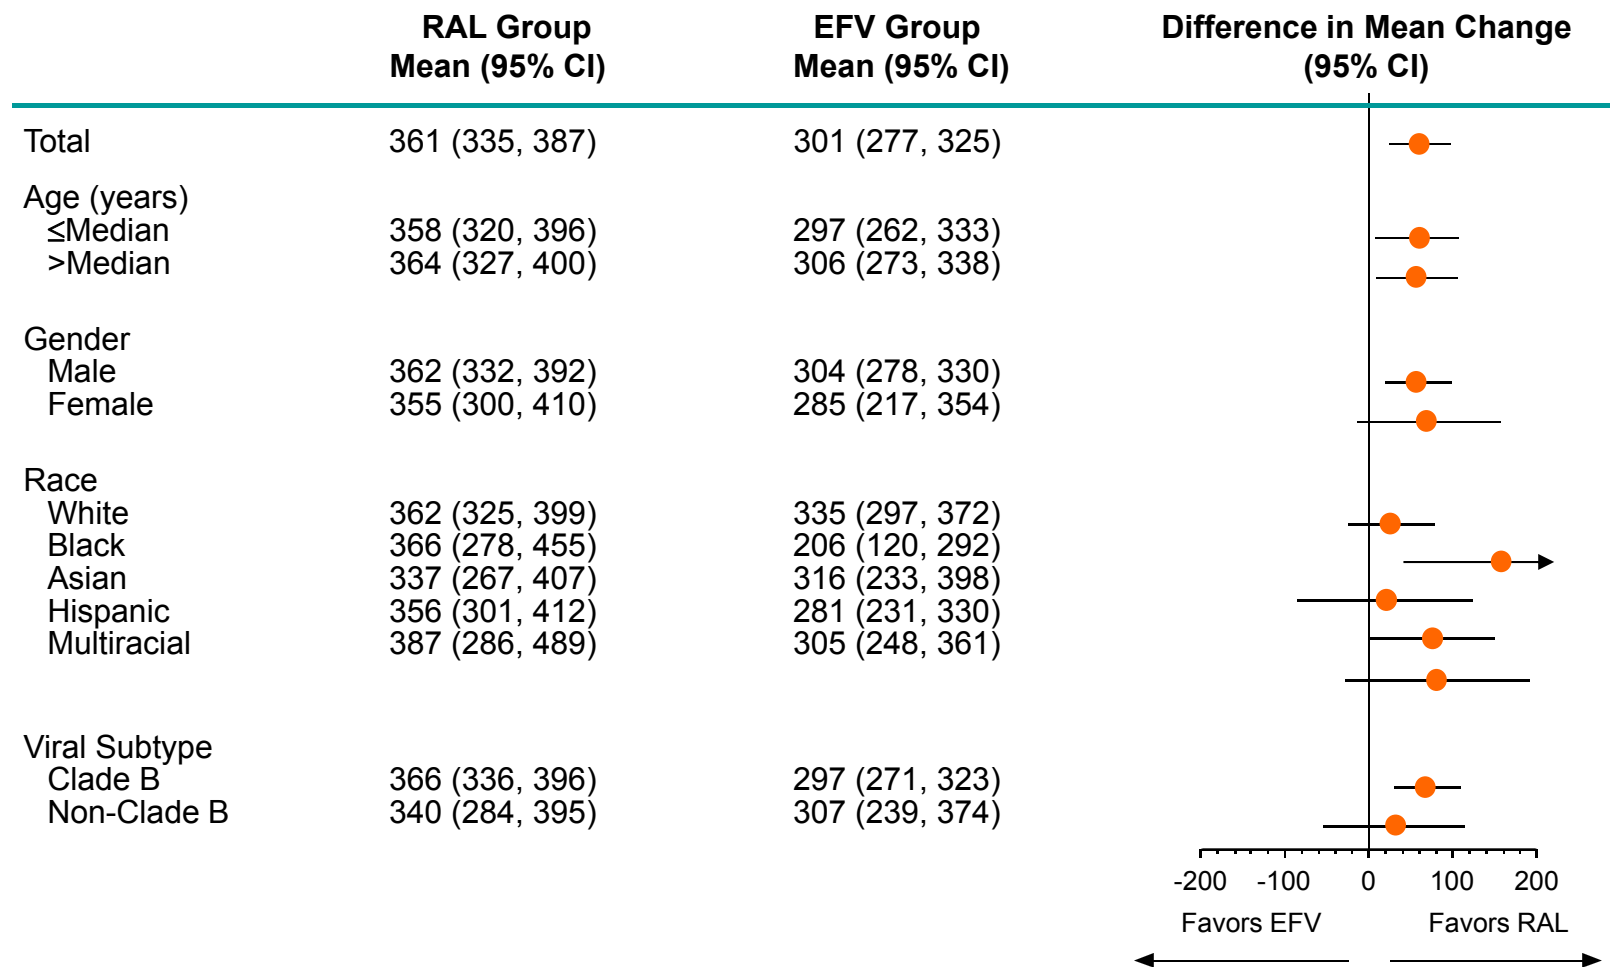 RAL Group EFV Group Difference in Mean Change
Mean (95% CI) Mean (95% CI) (95% CI)
Total 361 (335, 387) 301 (277, 325)
Age (years)
≤Median 358 (320, 396) 297 (262, 333)
>Median 364 (327, 400) 306 (273, 338)
Gender
Male 362 (332, 392) 304 (278, 330)
Female 355 (300, 410) 285 (217, 354)
Race
White 362 (325, 399) 335 (297, 372)
Black 366 (278, 455) 206 (120, 292)
Asian 337 (267, 407) 316 (233, 398)
Hispanic 356 (301, 412) 281 (231, 330)
Multiracial 387 (286, 489) 305 (248, 361)
Viral Subtype
Clade B 366 (336, 396) 297 (271, 323)
Non-Clade B 340 (284, 395) 307 (239, 374)
-200 -100 0 100 200
Favors EFV Favors RAL